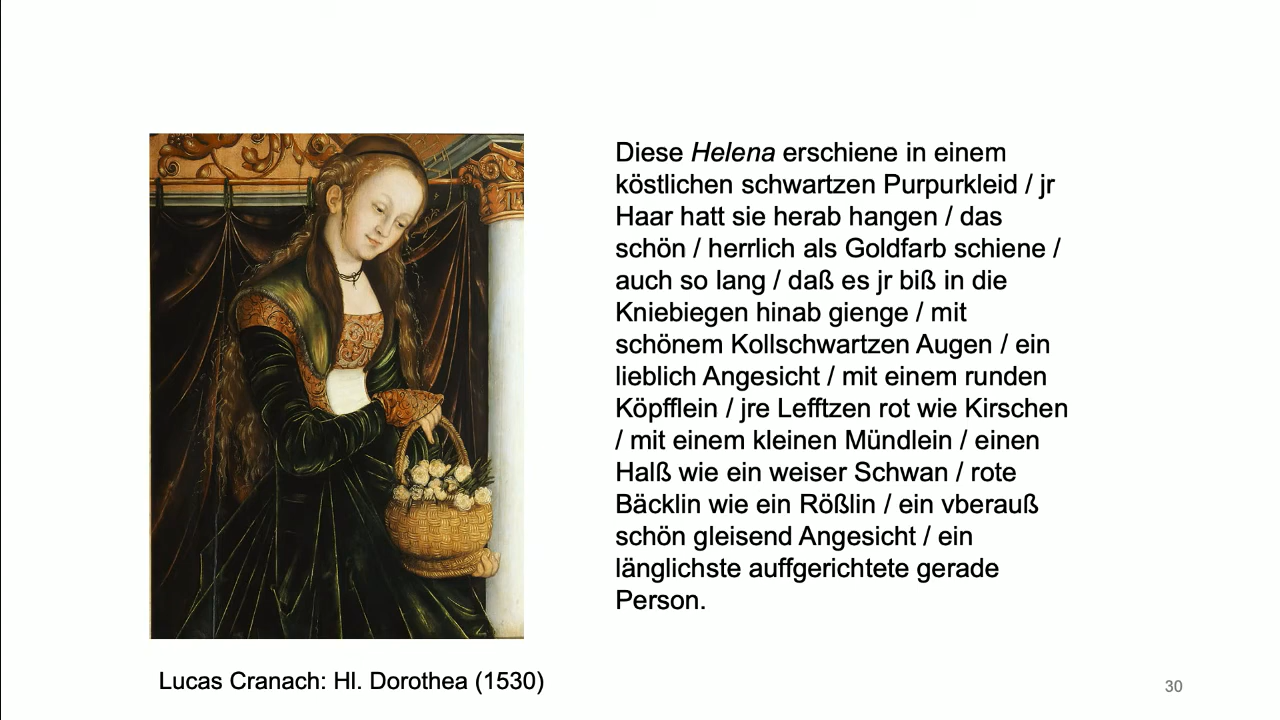 Diese Helena erschiene in einem
köstlichen schwartzen Purpurkleid / jr
Haar hatt sie herab hangen / das
schön / herrlich als Goldfarb schiene /
auch so lang / daß es jr biß in die
Kniebiegen hinab gienge / mit
schönem Kollschwartzen Augen / ein
lieblich Angesicht / mit einem runden
Köpfflein / jre Lefftzen rot wie Kirschen
/ mit einem kleinen Mündlein / einen
Halß wie ein weiser Schwan / rote
Bäcklin wie ein Rößlin / ein vberauß
schön gleisend Angesicht / ein
länglichste auffgerichtete gerade
Person.
Lucas Cranach: Hl. Dorothea (1530)
30